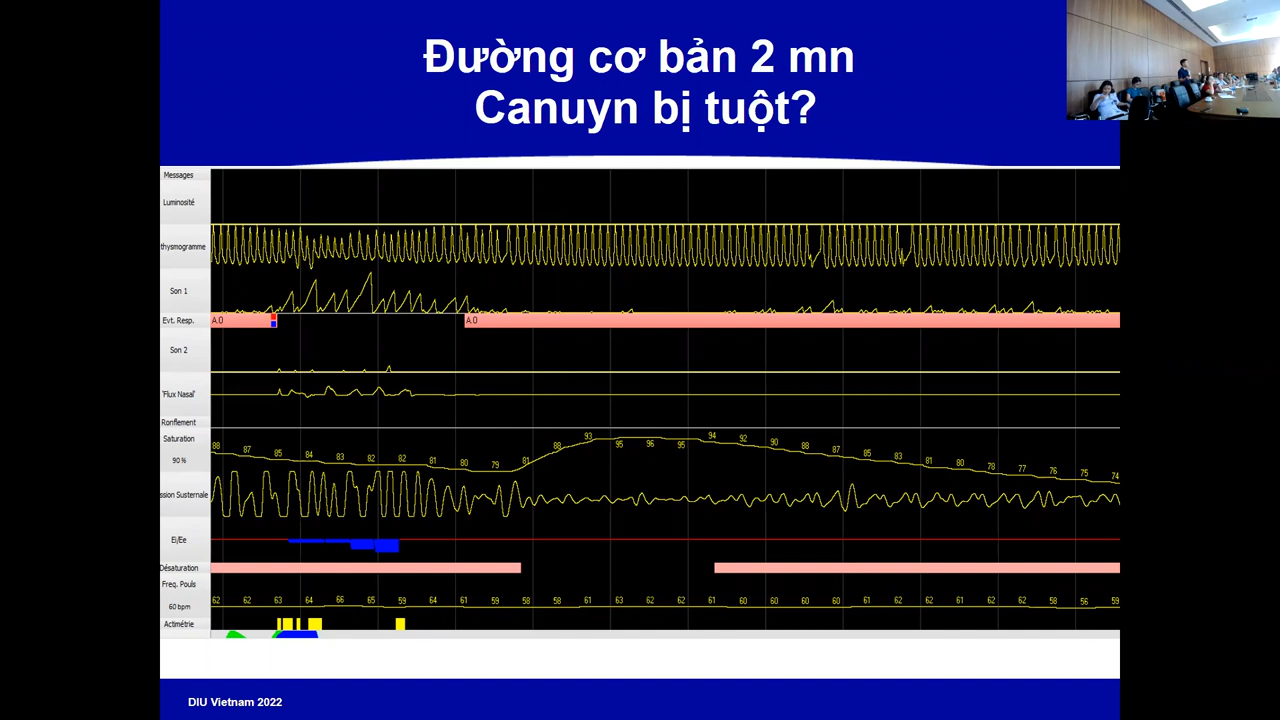 Đường cơ bản 2 mn
Canuyn bị tuột?
Messages
Luminosité
thysmogramme
Son 1
Evt. Resp.
A.O
A.O
Son 2
'Flux Nasal'
Ronflement
Saturation
88 87 85 84 83 82 82 81 80 79 81 88 93 95 96 95 94 92 90 88 87 85 83 81 80 78 77 76 75 74
90 %
ssion Susternale
Ei/Ee
Désaturation
Freq. Pouls
62 62 63 64 66 65 59 64 61 59 58 58 61 63 62 62 61 60 60 60 60 61 62 62 61 62 62 58 56 59
60 bpm
Actimétrie
DIU Vietnam 2022